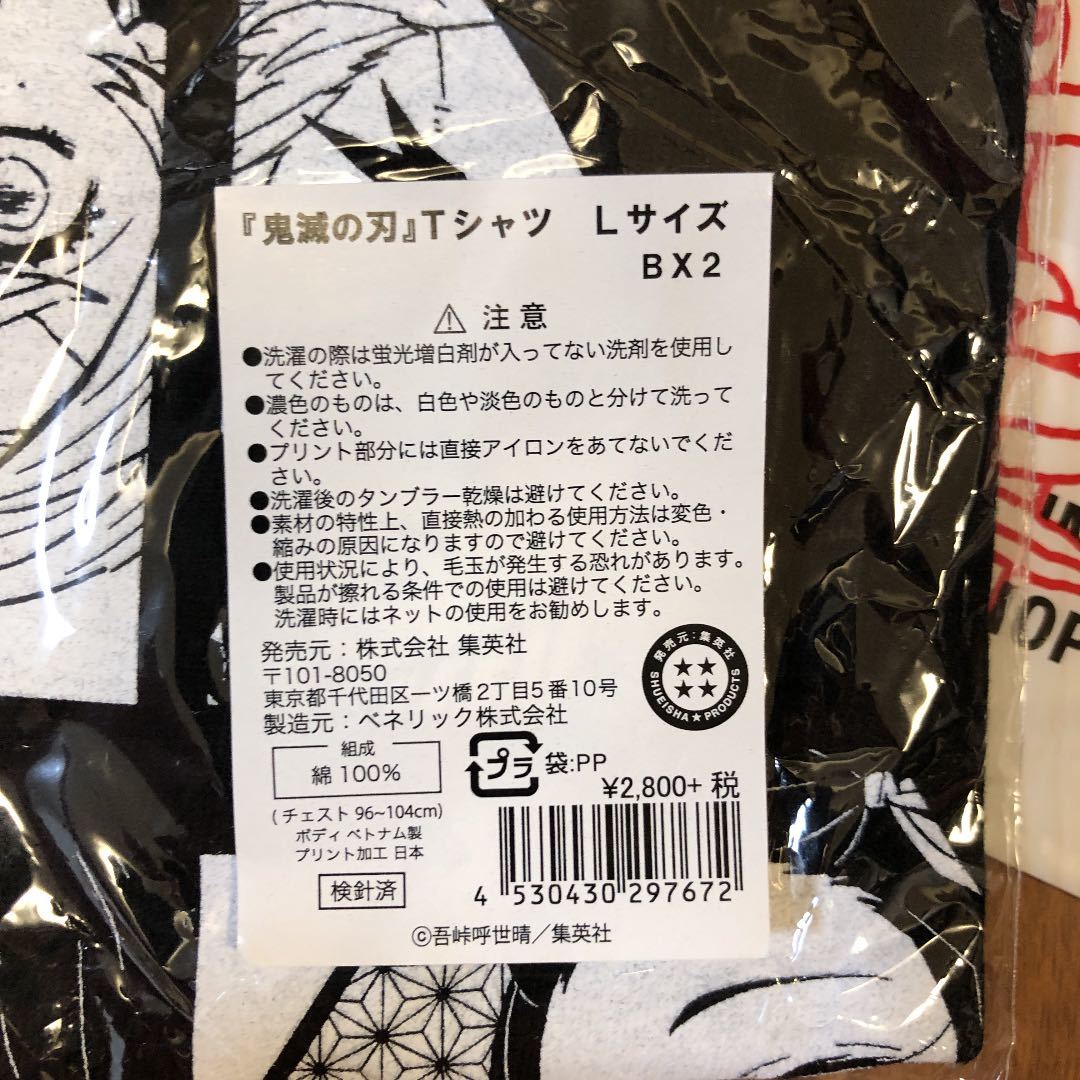 『鬼滅の刃』Tシャツ　Lサイズ
BX2
⚠ 注意
●洗濯の際は蛍光増白剤が入ってない洗剤を使用し
てください。
●濃色のものは、白色や淡色のものと分けて洗って
ください。
●プリント部分には直接アイロンをあてないでくだ
さい。
●洗濯後のタンブラー乾燥は避けてください。
●素材の特性上、直接熱の加わる使用方法は変色・
縮みの原因になりますので避けてください。
●使用状況により、毛玉が発生する恐れがあります。
製品が擦れる条件での使用は避けてください。
洗濯時にはネットの使用をお勧めします。
発売元：株式会社 集英社
〒101-8050
東京都千代田区一ツ橋2丁目5番10号
製造元：ベネリック株式会社
発売元：集英社
SHUEISHA★PRODUCTS
組成
綿 100%
プラ 袋:PP
¥2,800+ 税
(チェスト 96~104cm)
ボディ ベトナム製
プリント加工 日本
検針済
4 530430 297672
©吾峠呼世晴／集英社